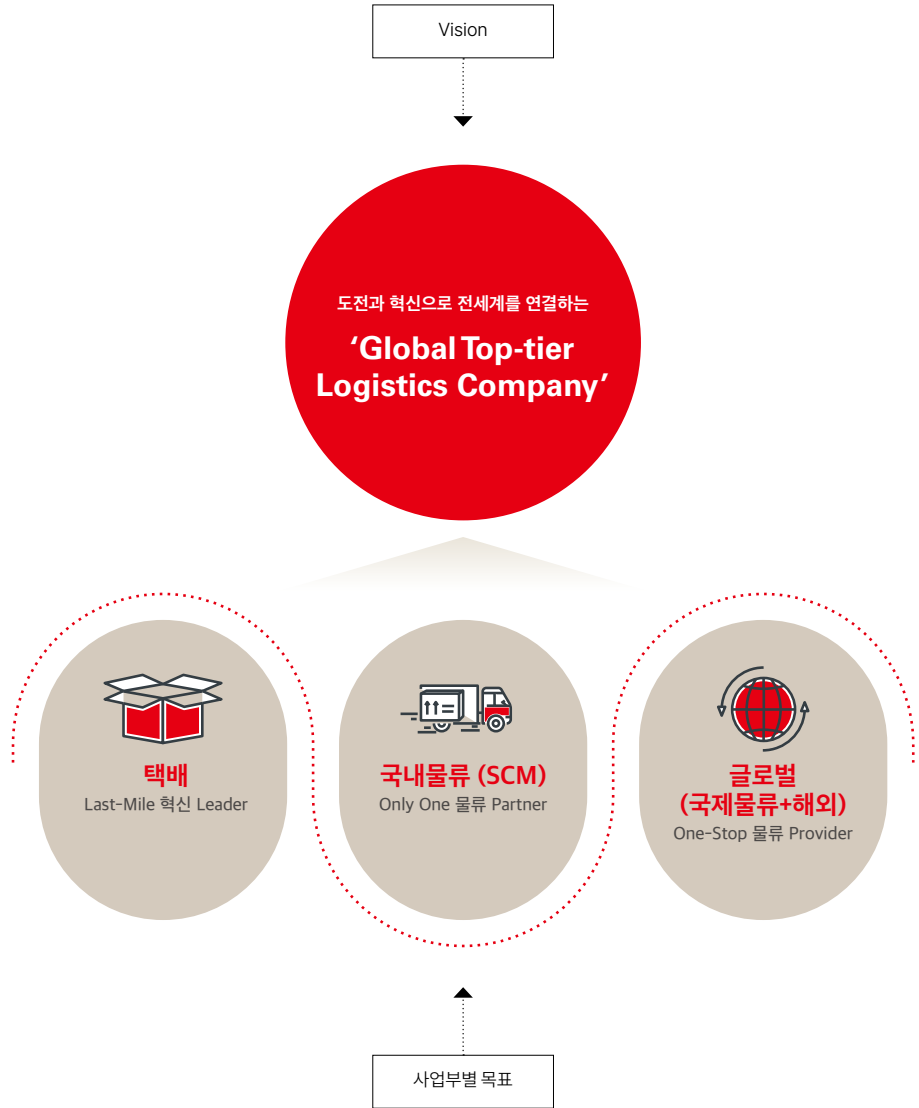 Vision
도전과 혁신으로 전세계를 연결하는
‘Global Top-tier
Logistics Company’
택배
Last-Mile 혁신 Leader
국내물류 (SCM)
Only One 물류 Partner
글로벌
(국제물류+해외)
One-Stop 물류 Provider
사업부별 목표